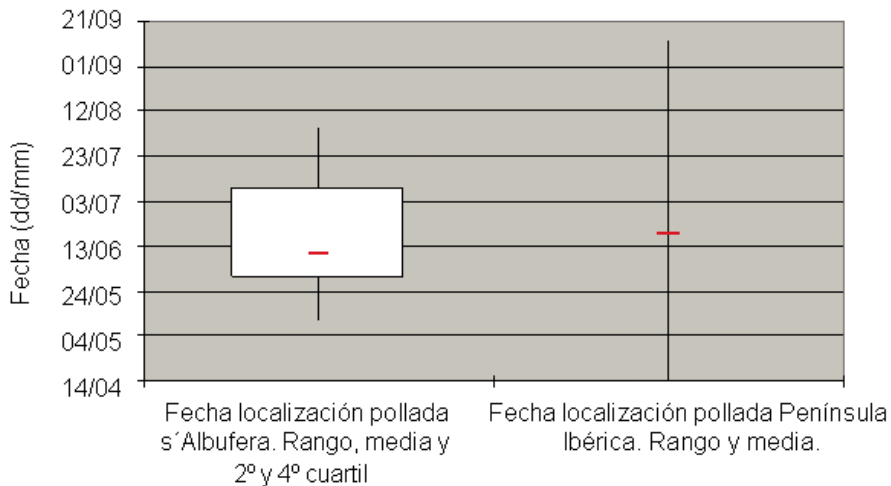 21/09
01/09
12/08
23/07
03/07
13/06
24/05
04/05
14/04
Fecha (dd/mm)
Fecha localización pollada
s´Albufera. Rango, media y
2º y 4º cuartil
Fecha localización pollada Península
Ibérica. Rango y media.